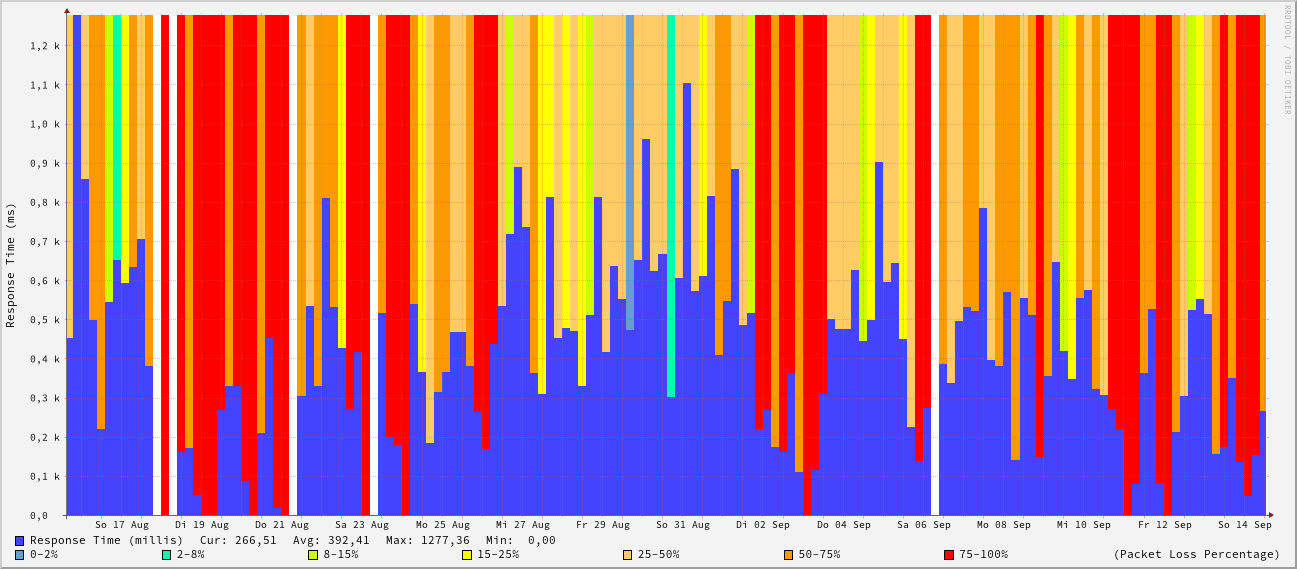 RRDTOOL / TOBI OETIKER
Response Time (ms)
1,2 k
1,1 k
1,0 k
0,9 k
0,8 k
0,7 k
0,6 k
0,5 k
0,4 k
0,3 k
0,2 k
0,1 k
0,0
So 17 Aug Di 19 Aug Do 21 Aug Sa 23 Aug Mo 25 Aug Mi 27 Aug Fr 29 Aug So 31 Aug Di 02 Sep Do 04 Sep Sa 06 Sep Mo 08 Sep Mi 10 Sep Fr 12 Sep So 14 Sep
Response Time (millis) Cur: 266,51 Avg: 392,41 Max: 1277,36 Min: 0,00
0-2% 2-8% 8-15% 15-25% 25-50% 50-75% 75-100% (Packet Loss Percentage)